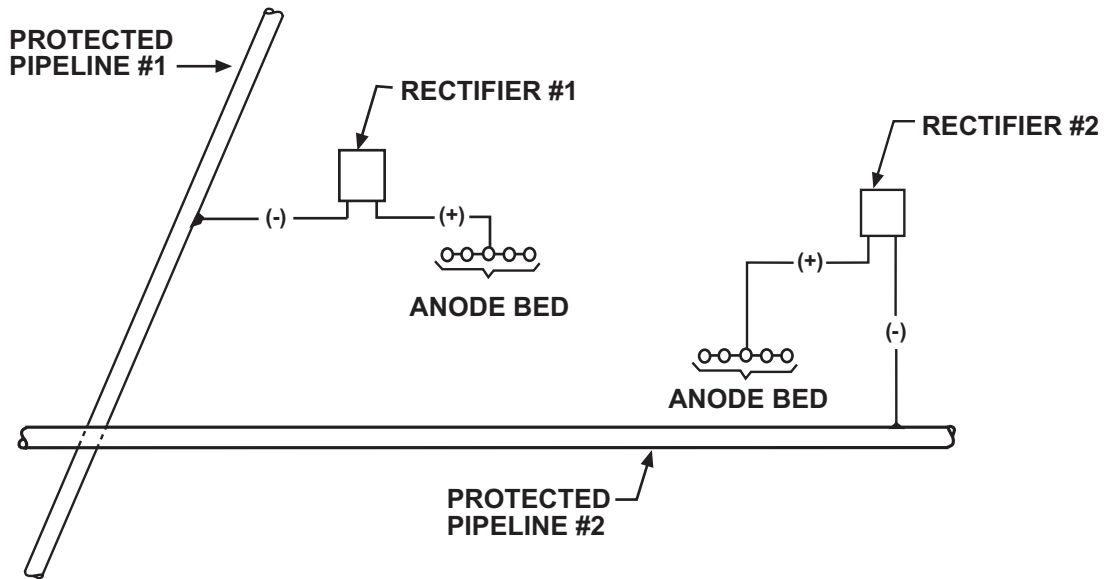 PROTECTED
PIPELINE #1
RECTIFIER #1
RECTIFIER #2
(-)
(+)
(+)
ANODE BED
(-)
ANODE BED
PROTECTED
PIPELINE #2